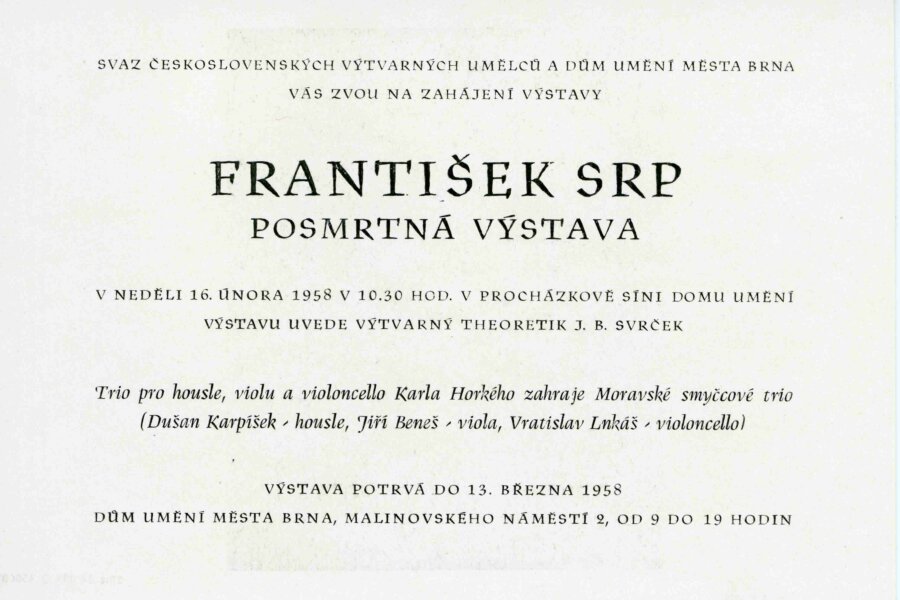 SVAZ ČESKOSLOVENSKÝCH VÝTVARNÝCH UMĚLCŮ A DŮM UMĚNÍ MĚSTA BRNA
VÁS ZVOU NA ZAHÁJENÍ VÝSTAVY
FRANTIŠEK SRP
POSMRTNÁ VÝSTAVA
V NEDĚLI 16. ÚNORA 1958 V 10.30 HOD. V PROCHÁZKOVĚ SÍNI DOMU UMĚNÍ
VÝSTAVU UVEDE VÝTVARNÝ THEORETIK J. B. SVRČEK
Trio pro housle, violu a violoncello Karla Horkého zahraje Moravské smyčcové trio
(Dušan Karpíšek - housle, Jiří Beneš - viola, Vratislav Lnkáš - violoncello)
VÝSTAVA POTRVÁ DO 13. BŘEZNA 1958
DŮM UMĚNÍ MĚSTA BRNA, MALINOVSKÉHO NÁMĚSTÍ 2, OD 9 DO 19 HODIN